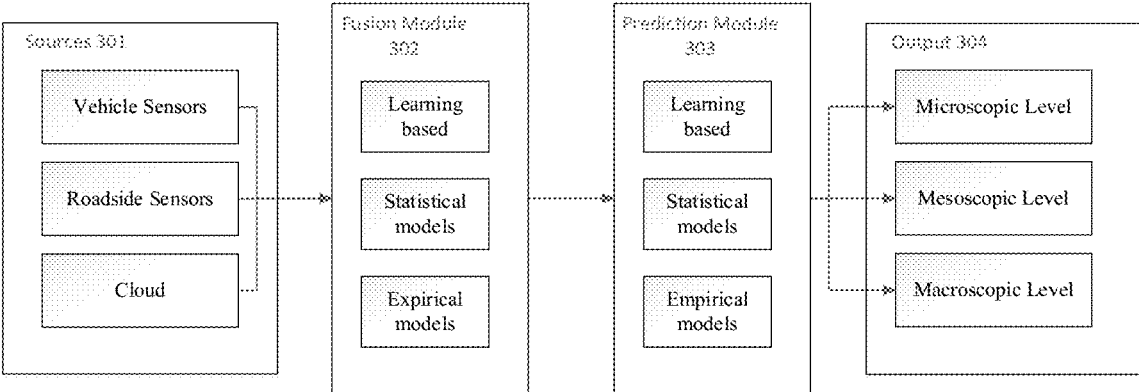 Sources 301
Vehicle Sensors
Roadside Sensors
Cloud
Fusion Module
302
Learning
based
Statistical
models
Expirical
models
Prediction Module
303
Learning
based
Statistical
models
Empirical
models
Output 304
Microscopic Level
Mesoscopic Level
Macroscopic Level